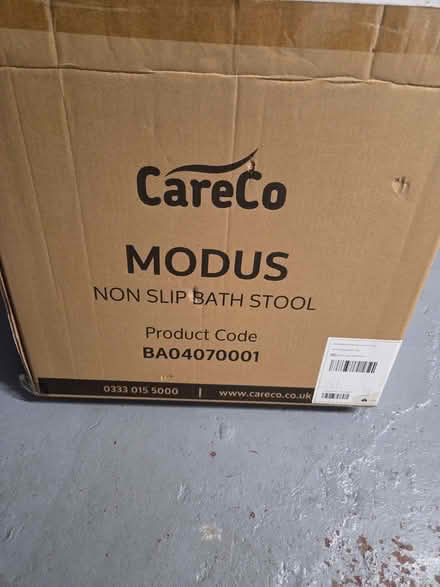 CareCo
MODUS
NON SLIP BATH STOOL
Product Code
BA04070001
0333 015 5000 | www.careco.co.uk